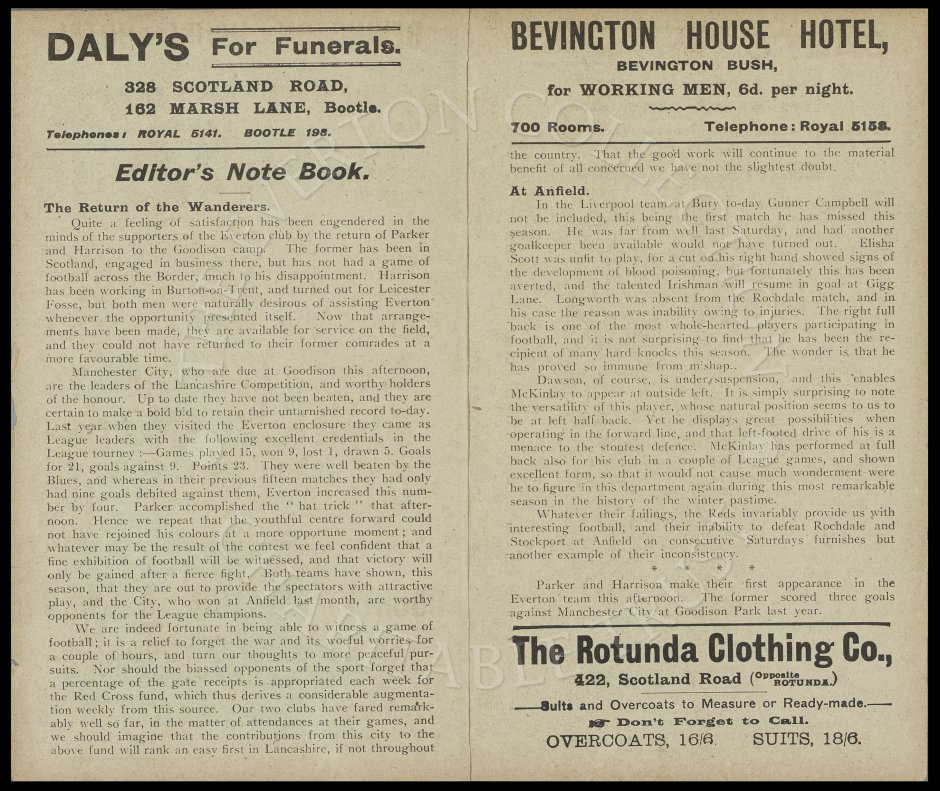 DALY'S For Funerals.
328 SCOTLAND ROAD,
162 MARSH LANE, Bootle.
Telephones: ROYAL 5141. BOOTLE 198.
Editor's Note Book.
The Return of the Wanderers.
Quite a feeling of satisfaction has been engendered in the
minds of the supporters of the Everton club by the return of Parker
and Harrison to the Goodison camp. The former has been in
Scotland, engaged in business there, but has not had a game of
football across the Border, much to his disappointment. Harrison
has been working in Burton-on-Trent, and turned out for Leicester
Fosse, but both men were naturally desirous of assisting Everton
whenever the opportunity presented itself. Now that arrange-
ments have been made, they are available for service on the field,
and they could not have returned to their former comrades at a
more favourable time.
Manchester City, who are due at Goodison this afternoon,
are the leaders of the Lancashire Competition, and worthy holders
of the honour. Up to date they have not been beaten, and they are
certain to make a bold bid to retain their untarnished record to-day.
Last year when they visited the Everton enclosure they came as
League leaders with the following excellent credentials in the
League tourney :—Games played 15, won 9, lost 1, drawn 5. Goals
for 21, goals against 9. Points 23. They were well beaten by the
Blues, and whereas in their previous fifteen matches they had only
had nine goals debited against them, Everton increased this num-
ber by four. Parker accomplished the " hat trick " that after-
noon. Hence we repeat that the youthful centre forward could
not have rejoined his colours at a more opportune moment ; and
whatever may be the result of the contest we feel confident that a
fine exhibition of football will be witnessed, and that victory will
only be gained after a fierce fight. Both teams have shown, this
season, that they are out to provide the spectators with attractive
play, and the City, who won at Anfield last month, are worthy
opponents for the League champions.
We are indeed fortunate in being able to witness a game of
football ; it is a relief to forget the war and its woeful worries for
a couple of hours, and turn our thoughts to more peaceful pur-
suits. Nor should the biassed opponents of the sport forget that
a percentage of the gate receipts is appropriated each week for
the Red Cross fund, which thus derives a considerable augmenta-
tion weekly from this source. Our two clubs have fared remark-
ably well so far, in the matter of attendances at their games, and
we should imagine that the contributions from this city to the
above fund will rank an easy first in Lancashire, if not throughout
BEVINGTON HOUSE HOTEL,
BEVINGTON BUSH,
for WORKING MEN, 6d. per night.
700 Rooms. Telephone: Royal 5158.
the country. That the good work will continue to the material
benefit of all concerned we have not the slightest doubt.
At Anfield.
In the Liverpool team at Bury to-day Gunner Campbell will
not be included, this being the first match he has missed this
season. He was far from well last Saturday, and had another
goalkeeper been available would not have turned out. Elisha
Scott was unfit to play, for a cut on his right hand showed signs of
the development of blood poisoning, but fortunately this has been
averted, and the talented Irishman will resume in goal at Gigg
Lane. Longworth was absent from the Rochdale match, and in
his case the reason was inability owing to injuries. The right full
back is one of the most whole-hearted players participating in
football, and it is not surprising to find that he has been the re-
cipient of many hard knocks this season. The wonder is that he
has proved so immune from mishap..
Dawson, of course, is under suspension, and this enables
McKinlay to appear at outside left. It is simply surprising to note
the versatility of this player, whose natural position seems to us to
be at left half back. Yet he displays great possibilities when
operating in the forward line, and that left-footed drive of his is a
menace to the stoutest defence. McKinlay has performed at full
back also for his club in a couple of League games, and shown
excellent form, so that it would not cause much wonderment were
he to figure in this department again during this most remarkable
season in the history of the winter pastime.
Whatever their failings, the Reds invariably provide us with
interesting football, and their inability to defeat Rochdale and
Stockport at Anfield on consecutive Saturdays furnishes but
another example of their inconsistency.
* * * *
Parker and Harrison make their first appearance in the
Everton team this afternoon. The former scored three goals
against Manchester City at Goodison Park last year.
The Rotunda Clothing Co.,
422, Scotland Road (Opposite ROTUNDA.)
Suits and Overcoats to Measure or Ready-made.
☛ Don't Forget to Call.
OVERCOATS, 16/6. SUITS, 18/6.